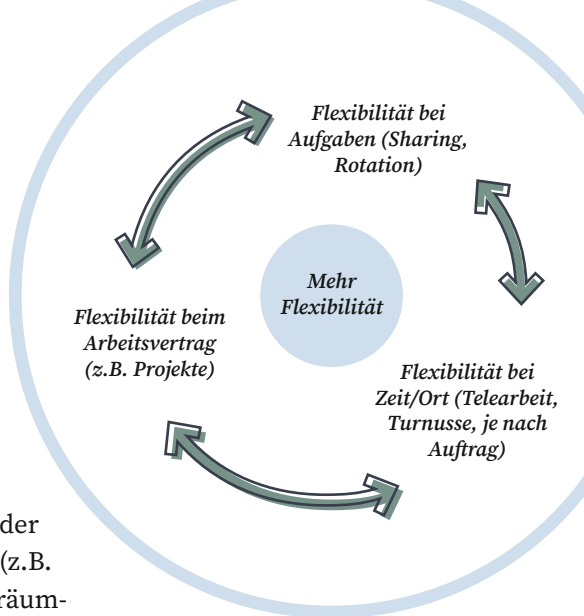 Flexibilität bei
Aufgaben (Sharing,
Rotation)
Mehr
Flexibilität
Flexibilität beim
Arbeitsvertrag
(z.B. Projekte)
Flexibilität bei
Zeit/Ort (Telearbeit,
Turnusse, je nach
Auftrag)
der
(z.B.
räum-